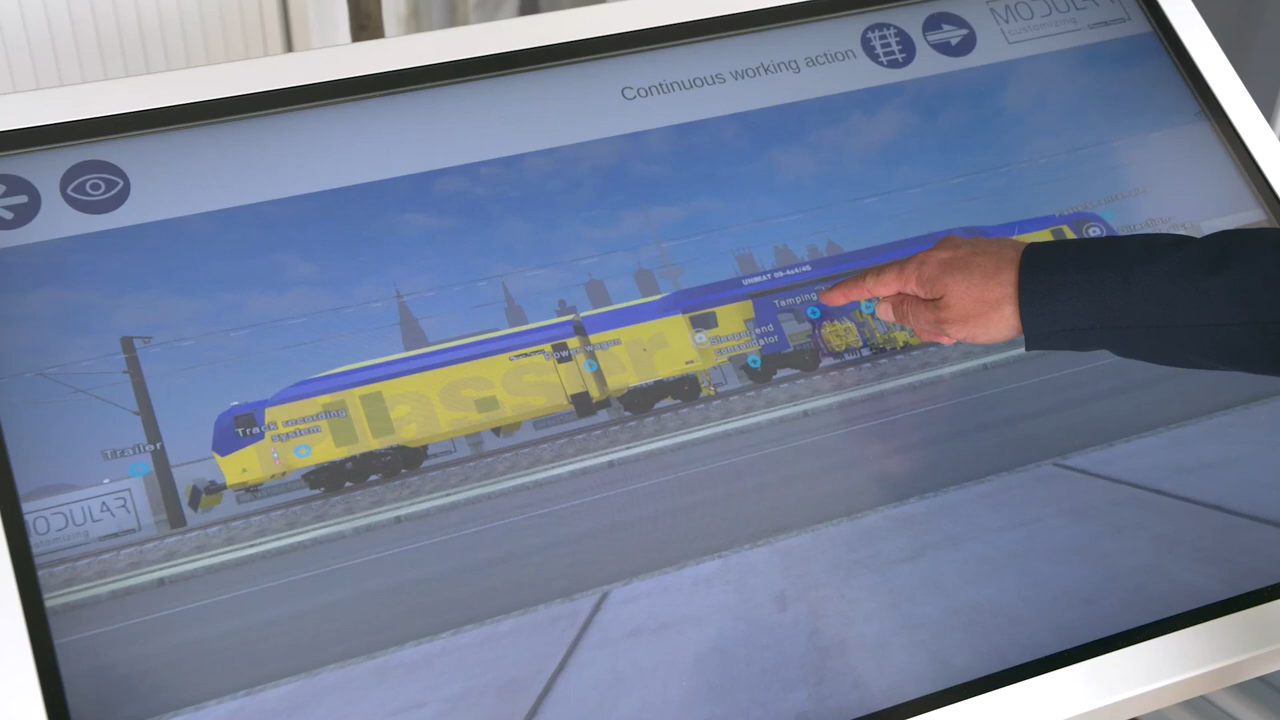 Continuous working action
MODULAR
customizing
UNIMAT 09-4x4/4S
Tamping
Sleeper end
consolidator
power wagon
Plasser
Track recording
system
Trailer
MODULAR
customizing